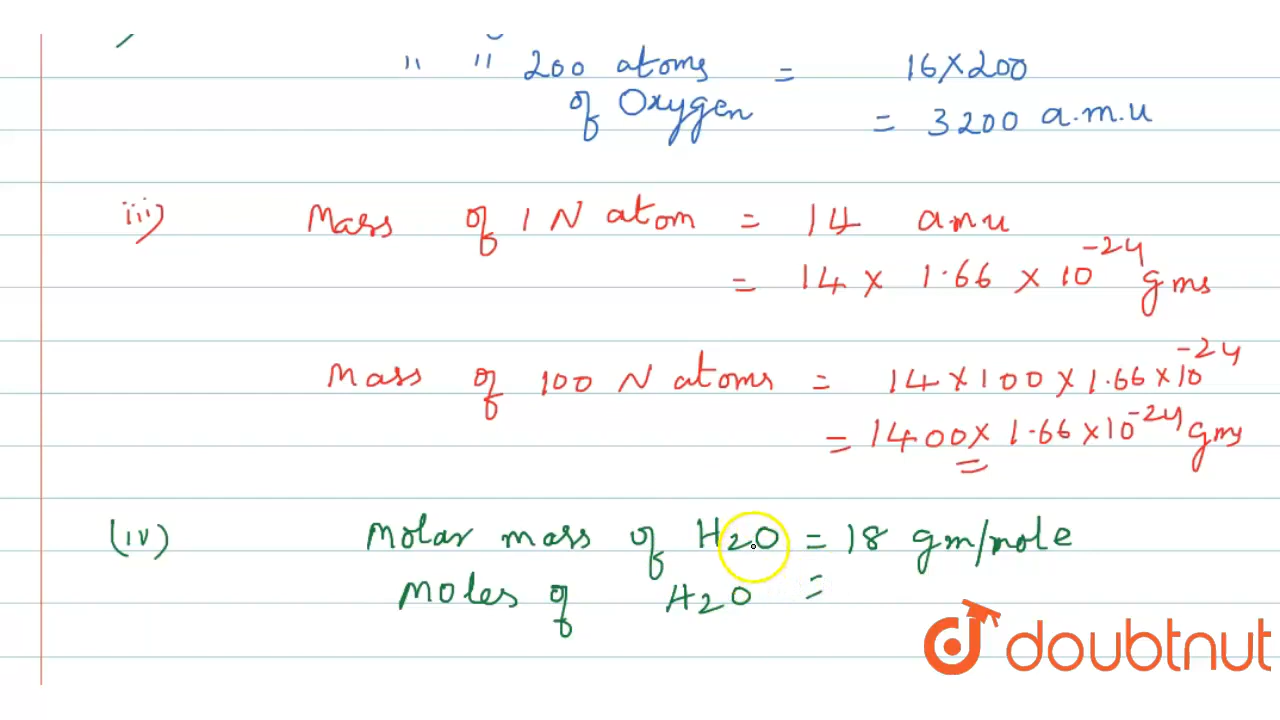 " " 200 atoms = 16×200
of Oxygen = 3200 a.m.u
iii) Mass of 1 N atom = 14 amu
= 14 × 1.66 × 10⁻²⁴ gms
Mass of 100 N atoms = 14×100×1.66×10⁻²⁴
= 1400× 1.66×10⁻²⁴ gms
(iv) Molar mass of H2O = 18 gm/mole
Moles of H2O =
doubtnut